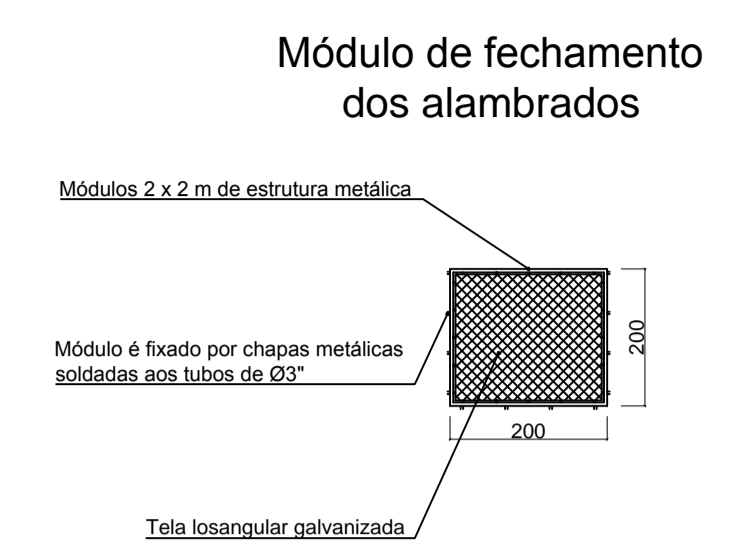 Módulo de fechamento
dos alambrados
Módulos 2 x 2 m de estrutura metálica
Módulo é fixado por chapas metálicas
soldadas aos tubos de Ø3"
200
200
Tela losangular galvanizada